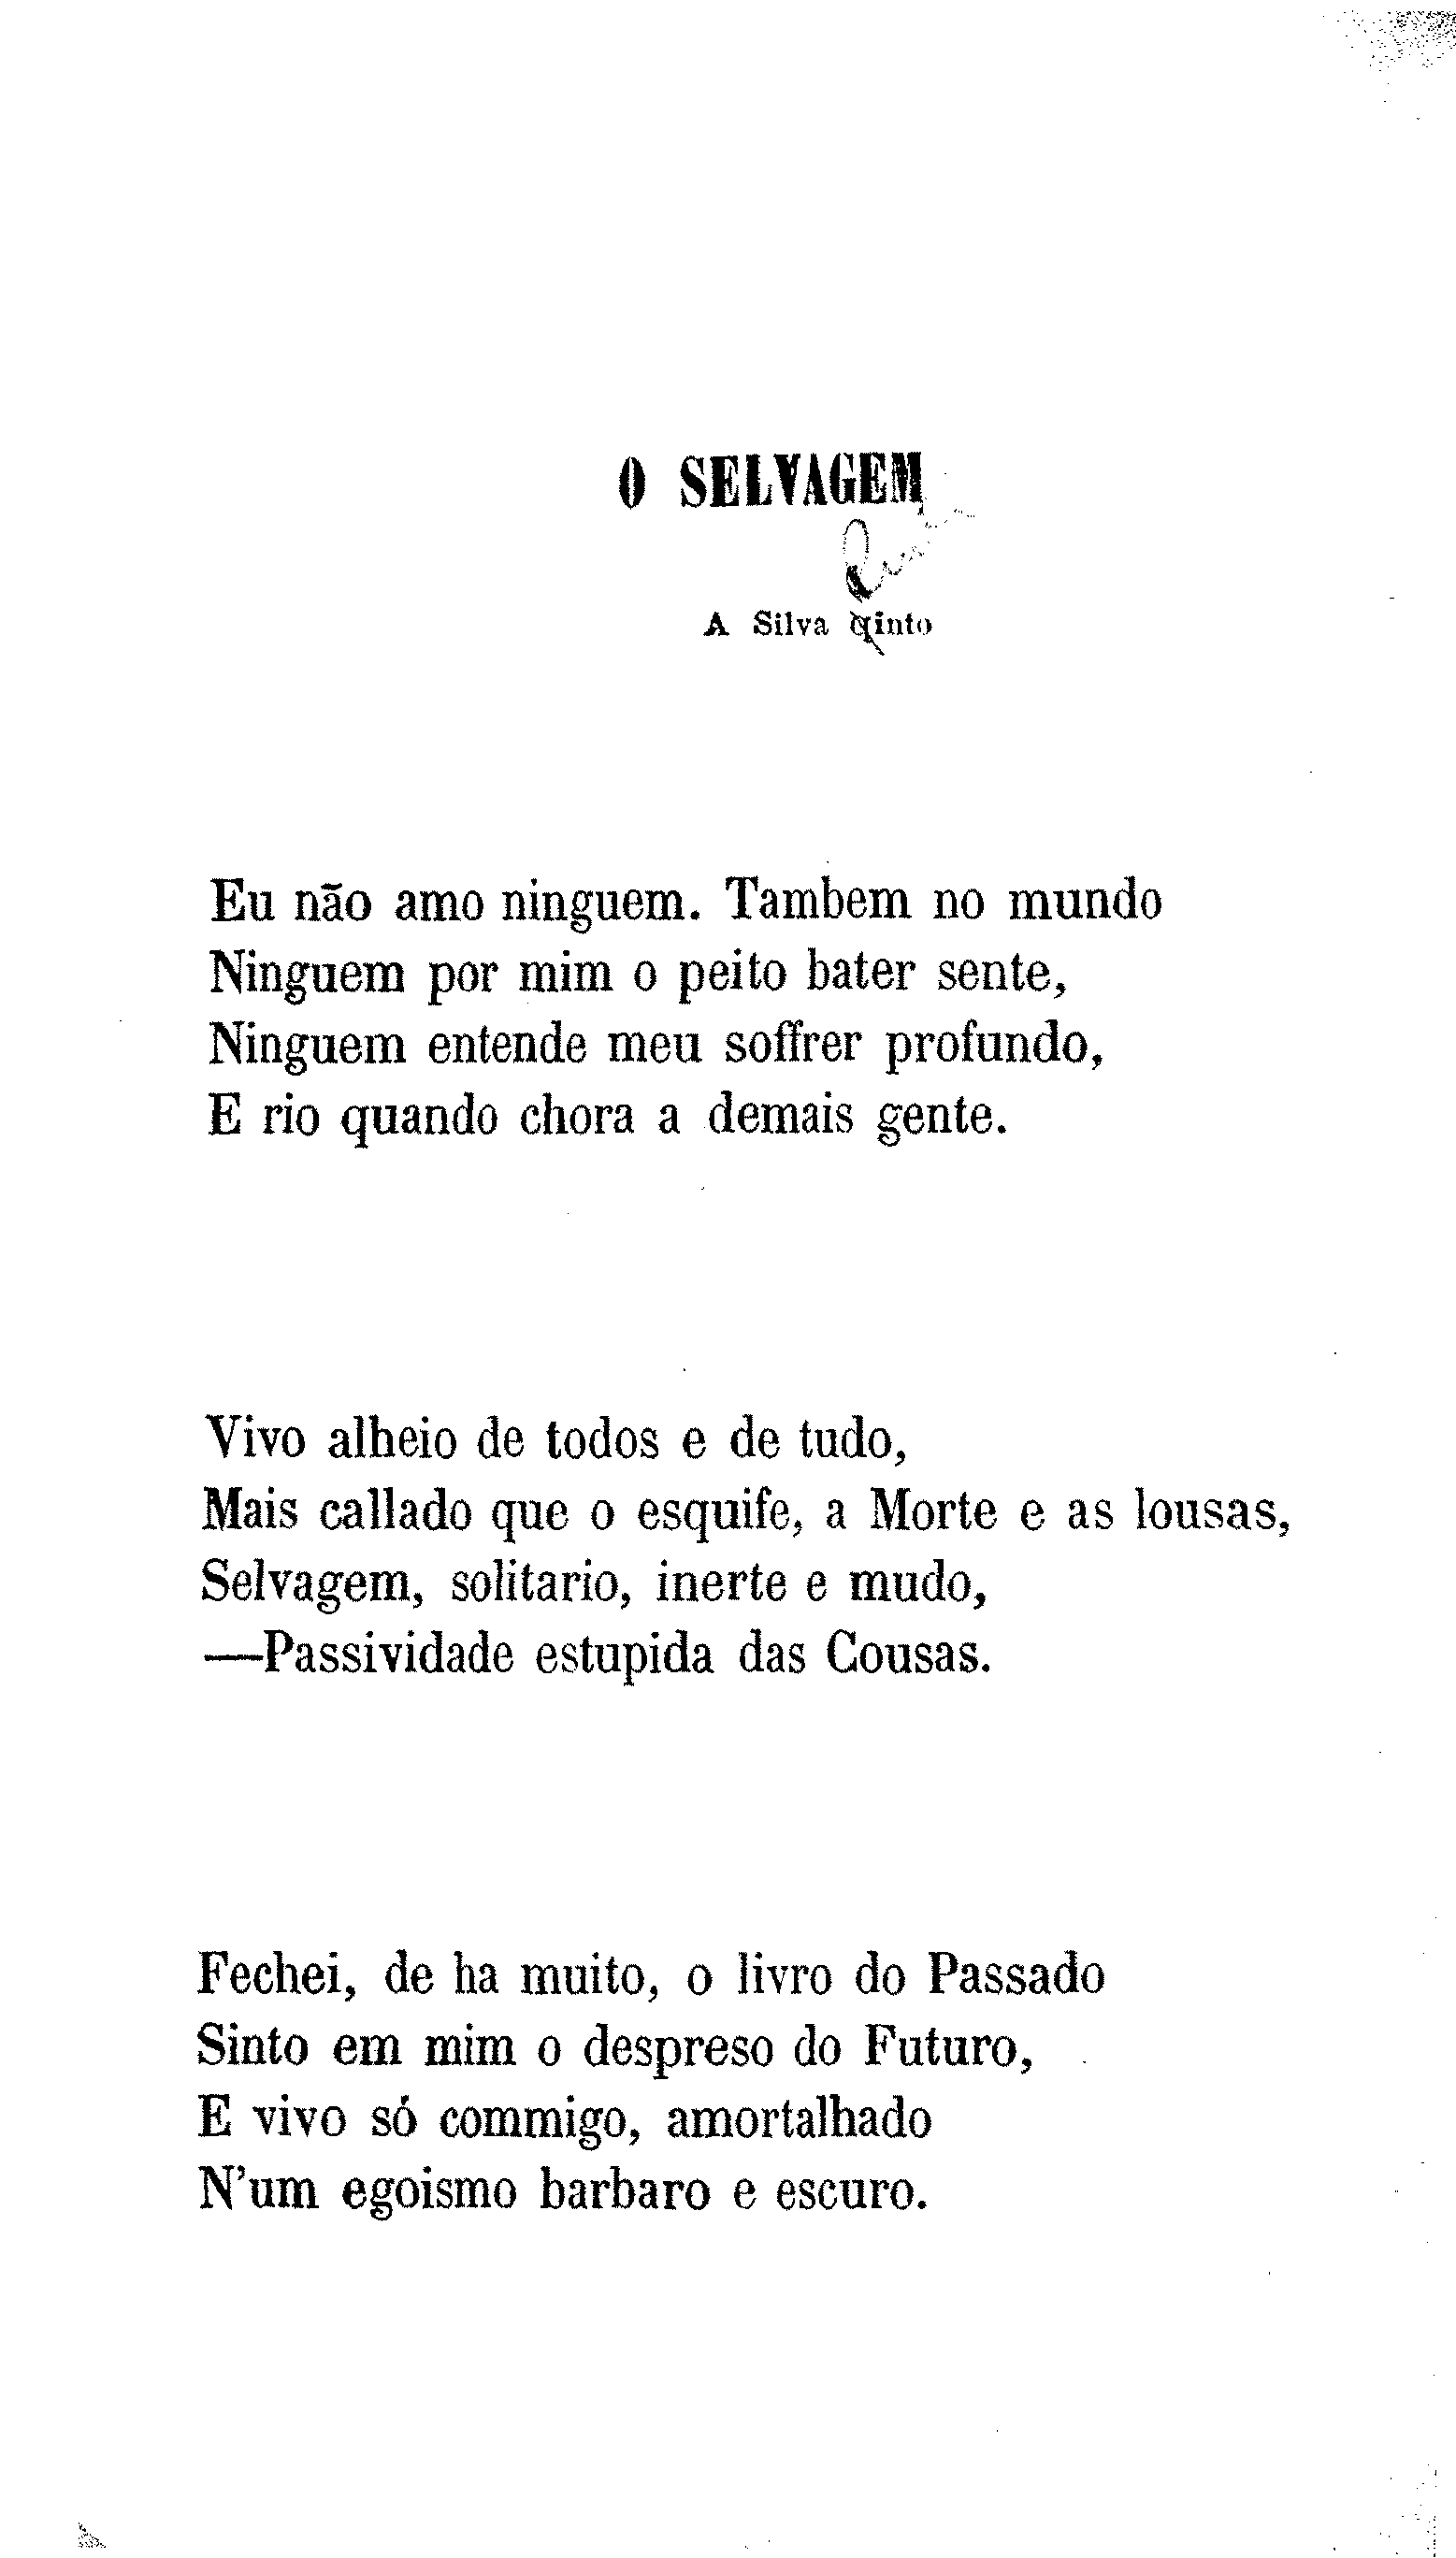 O SELVAGEM
A Silva
Eu não amo ninguem. Tambem no mundo
Ninguem por mim o peito bater sente,
Ninguem entende meu soffrer profundo,
E rio quando chora a demais gente.
Vivo alheio de todos e de tudo,
Mais callado que o esquife, a Morte e as lousas,
Selvagem, solitario, inerte e mudo,
—Passividade estupida das Cousas.
Fechei, de ha muito, o livro do Passado
Sinto em mim o despreso do Futuro,
E vivo só commigo, amortalhado
N'um egoismo barbaro e escuro.